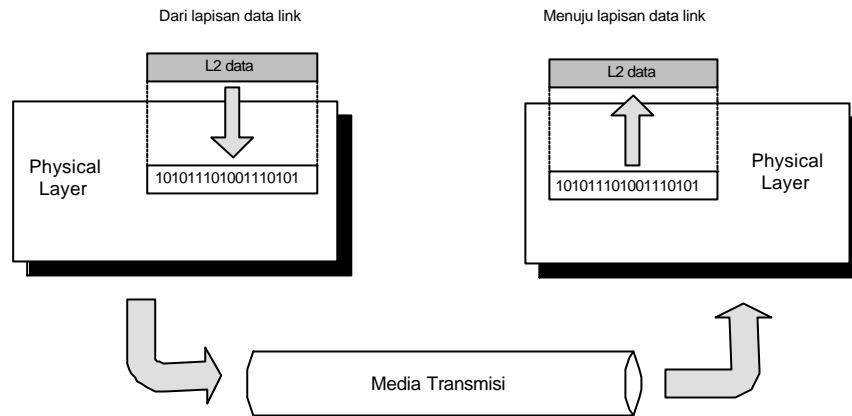 Dari lapisan data link
Menuju lapisan data link
L2 data
L2 data
Physical
Layer
101011101001110101
101011101001110101
Physical
Layer
Media Transmisi